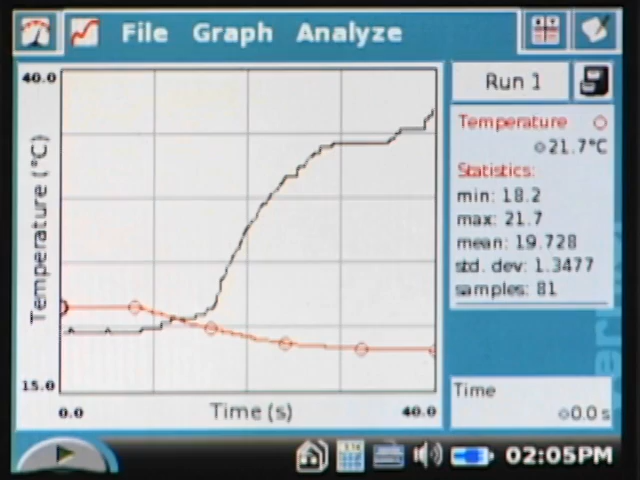 File Graph Analyze
40.0
Temperature (°C)
15.0
0.0 Time (s) 40.0
Run 1
Temperature
21.7°C
Statistics:
min: 18.2
max: 21.7
mean: 19.728
std. dev: 1.3477
samples: 81
Time
0.0 s
02:05PM